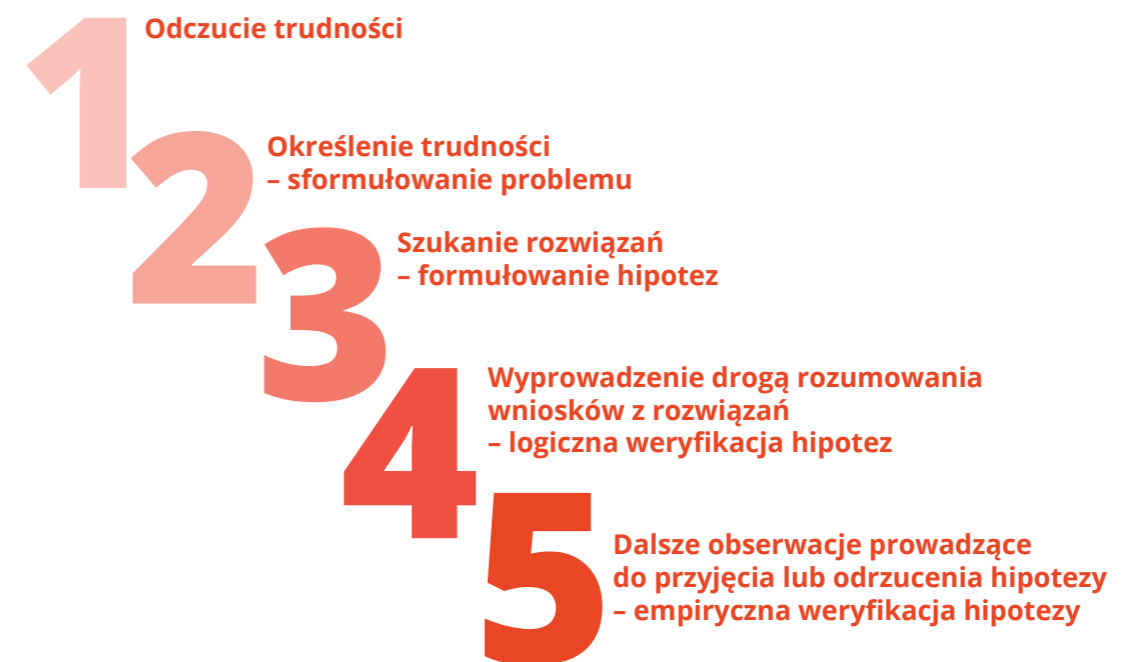 1
Odczucie trudności
2
Określenie trudności
– sformułowanie problemu
3
Szukanie rozwiązań
– formułowanie hipotez
4
Wyprowadzenie drogą rozumowania
wniosków z rozwiązań
– logiczna weryfikacja hipotez
5
Dalsze obserwacje prowadzące
do przyjęcia lub odrzucenia hipotezy
– empiryczna weryfikacja hipotezy